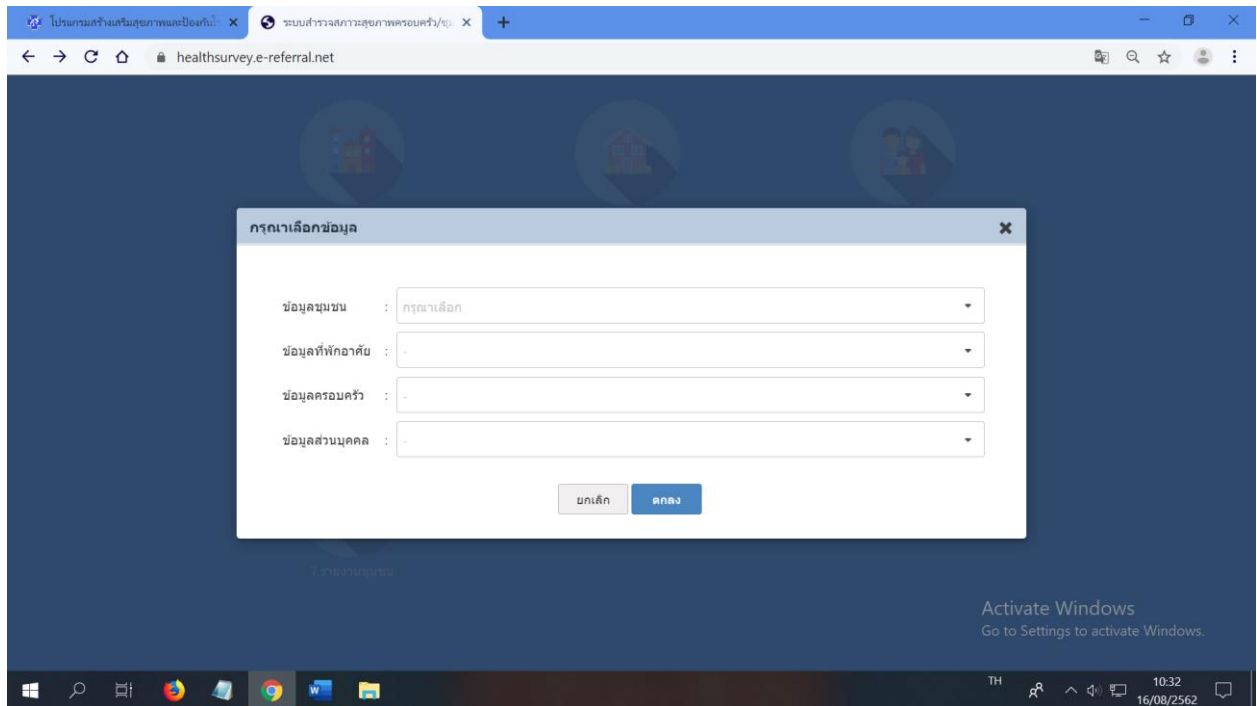 โปรแกรมสร้างเสริมสุขภาพและป้องกันโ
ระบบสำรวจสภาวะสุขภาพครอบครัว/ชุ
healthsurvey.e-referral.net
กรุณาเลือกข้อมูล
ข้อมูลชุมชน : กรุณาเลือก
ข้อมูลที่พักอาศัย : -
ข้อมูลครอบครัว : -
ข้อมูลส่วนบุคคล : -
ยกเลิก ตกลง
7.รายงานชุมชน
Activate Windows
Go to Settings to activate Windows.
TH
10:32
16/08/2562